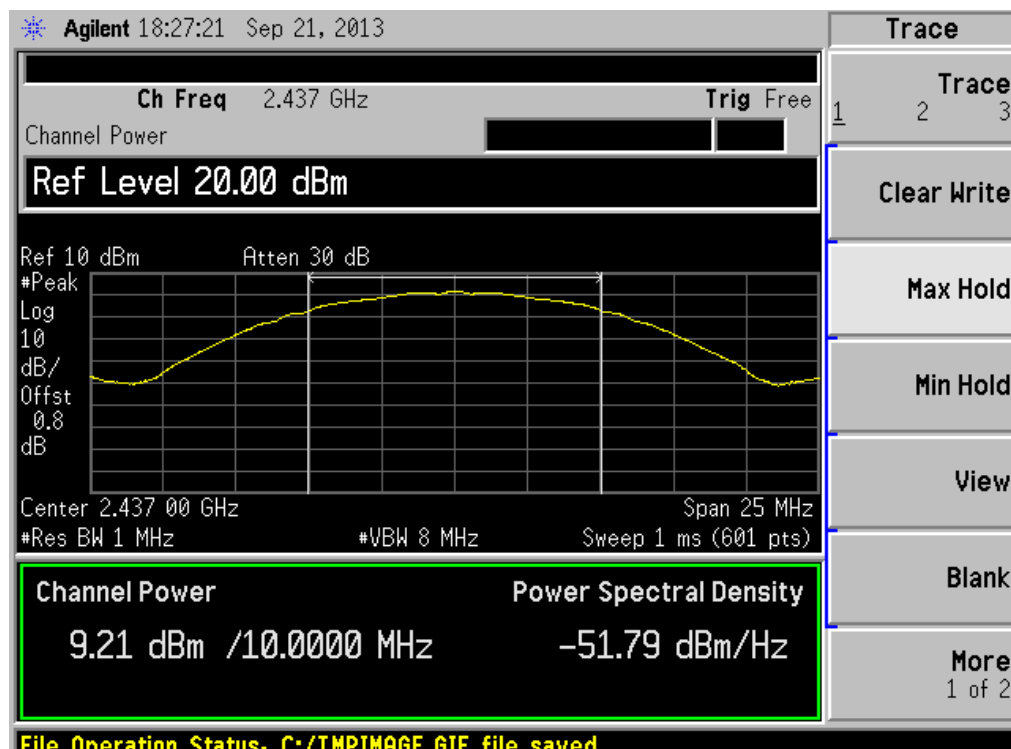 Agilent 18:27:21 Sep 21, 2013
Trace
Ch Freq 2.437 GHz
Trig Free
Channel Power
Ref Level 20.00 dBm
Ref 10 dBm
Atten 30 dB
#Peak
Log
10
dB/
Offst
0.8
dB
Center 2.437 00 GHz
Span 25 MHz
#Res BW 1 MHz
#VBW 8 MHz
Sweep 1 ms (601 pts)
Channel Power
Power Spectral Density
9.21 dBm /10.0000 MHz
-51.79 dBm/Hz
File Operation Status, C:/TMPIMAGE.GIF file saved
Trace
1 2 3
Clear Write
Max Hold
Min Hold
View
Blank
More
1 of 2